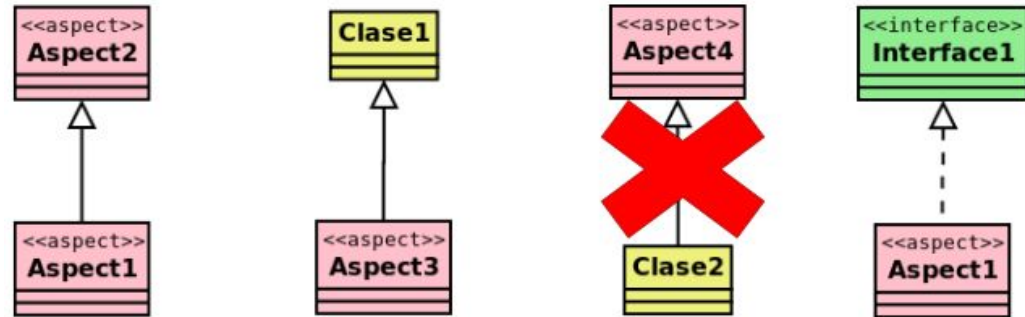 <<aspect>>
Aspect2
Clase1
<<aspect>>
Aspect4
<<interface>>
Interface1
<<aspect>>
Aspect1
<<aspect>>
Aspect3
Clase2
<<aspect>>
Aspect1